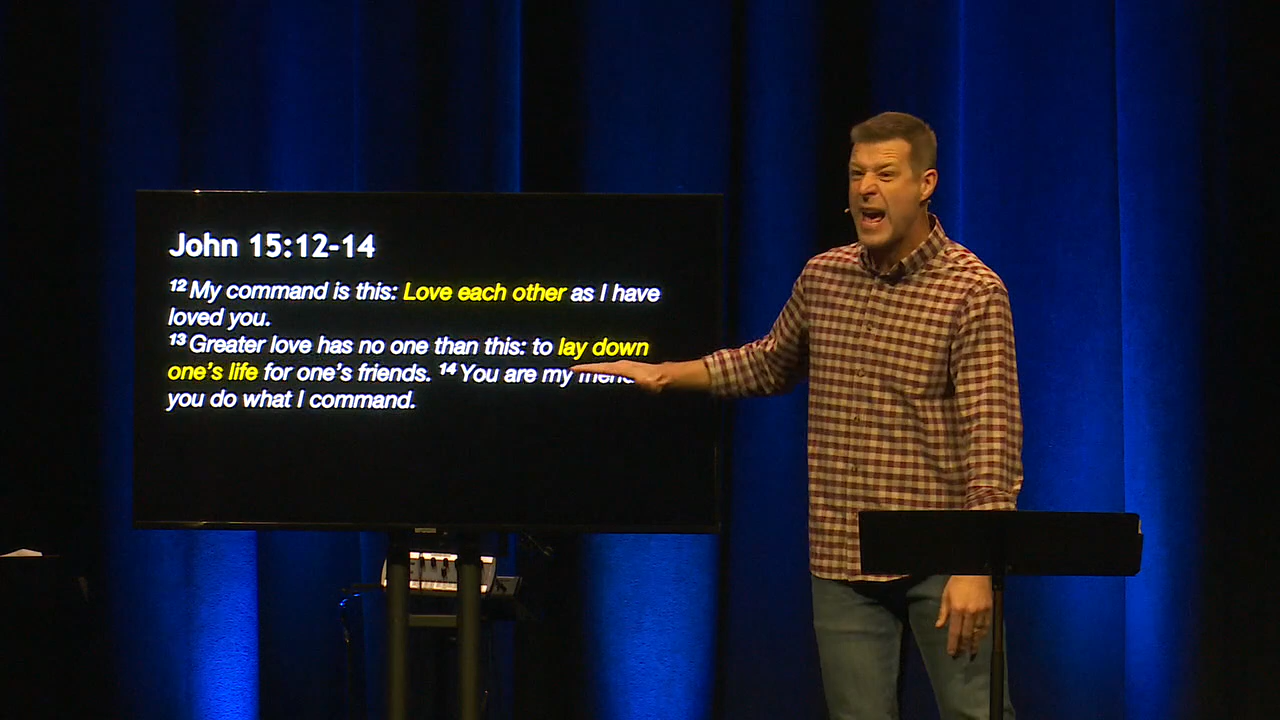 John 15:12-14
¹² My command is this: Love each other as I have
loved you.
¹³ Greater love has no one than this: to lay down
one's life for one's friends. ¹⁴ You are my
you do what I command.